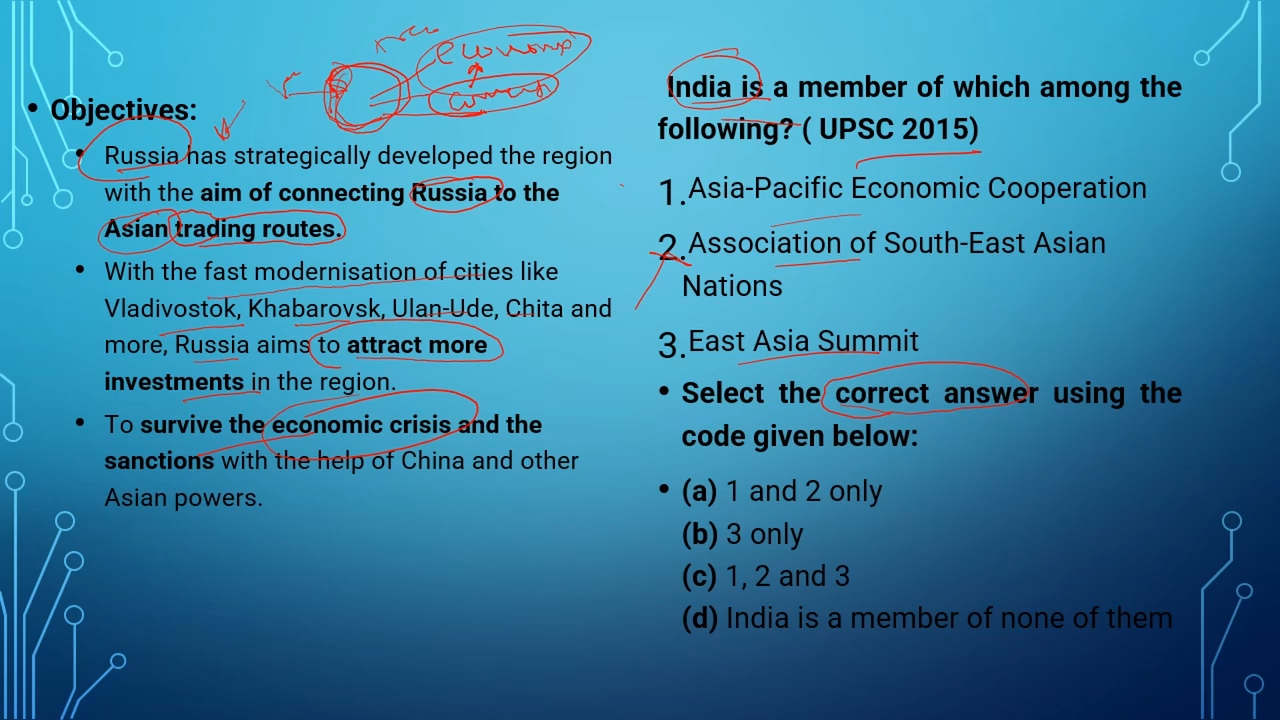 economy
• Objectives:
• Russia has strategically developed the region
with the aim of connecting Russia to the
Asian trading routes.
• With the fast modernisation of cities like
Vladivostok, Khabarovsk, Ulan-Ude, Chita and
more, Russia aims to attract more
investments in the region.
• To survive the economic crisis and the
sanctions with the help of China and other
Asian powers.
India is a member of which among the
following? ( UPSC 2015)
1. Asia-Pacific Economic Cooperation
2. Association of South-East Asian
Nations
3. East Asia Summit
• Select the correct answer using the
code given below:
• (a) 1 and 2 only
(b) 3 only
(c) 1, 2 and 3
(d) India is a member of none of them